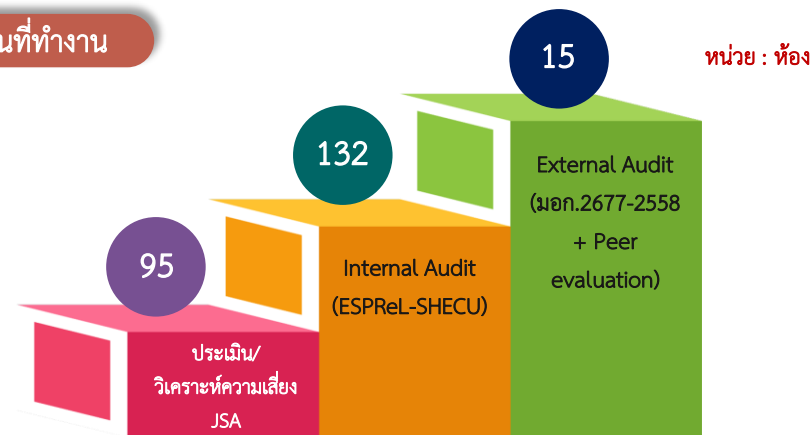 นที่ทำงาน
หน่วย : ห้อง
15
External Audit
(มอก.2677-2558
+ Peer
evaluation)
132
Internal Audit
(ESPReL-SHECU)
95
ประเมิน/
วิเคราะห์ความเสี่ยง
JSA